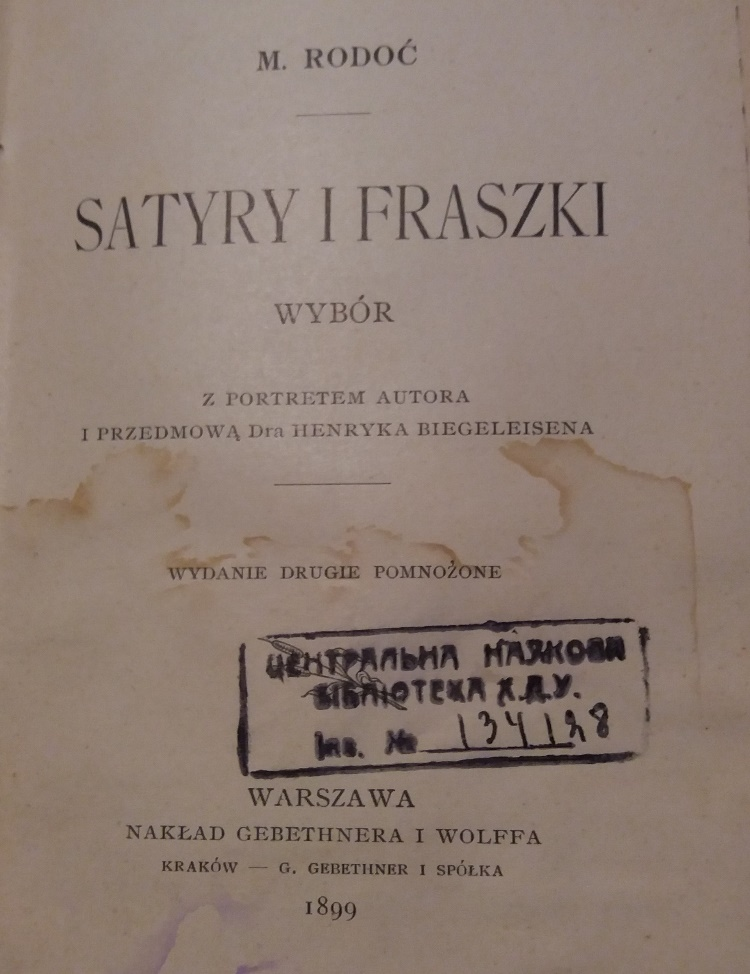 M. RODOĆ
SATYRY I FRASZKI
WYBÓR
Z PORTRETEM AUTORA
I PRZEDMOWĄ Dra HENRYKA BIEGELEISENA
WYDANIE DRUGIE POMNOŻONE
ЦЕНТРАЛЬНА НАУКОВА
БІБЛІОТЕКА Х.Д.У.
Інв. № 134128
WARSZAWA
NAKŁAD GEBETHNERA I WOLFFA
KRAKÓW — G. GEBETHNER I SPÓŁKA
1899